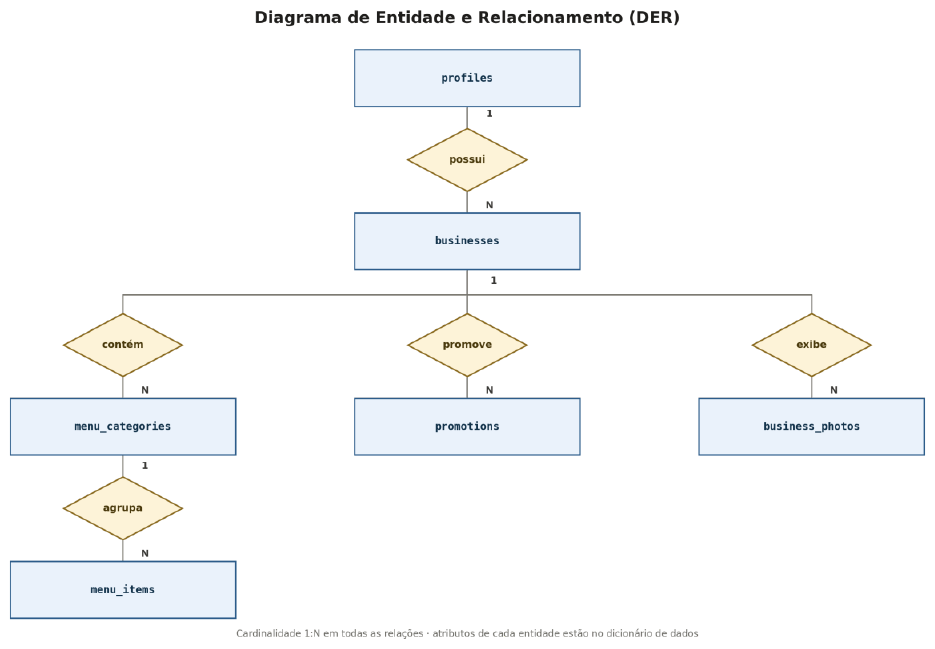 Diagrama de Entidade e Relacionamento (DER)
profiles
1
possui
N
businesses
1
contém
promove
exibe
N
N
N
menu_categories
promotions
business_photos
1
agrupa
N
menu_items
Cardinalidade 1:N em todas as relações · atributos de cada entidade estão no dicionário de dados